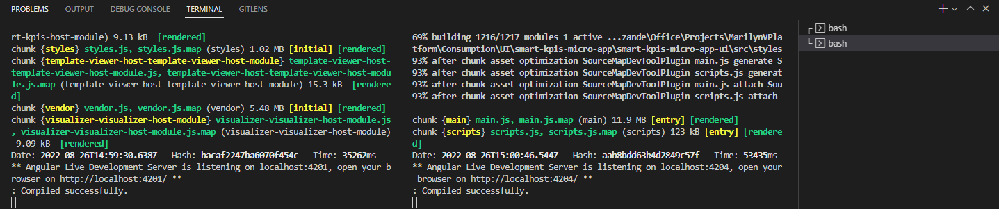 PROBLEMS OUTPUT DEBUG CONSOLE TERMINAL GITLENS
rt-kpis-host-module) 9.13 kB  [rendered]
chunk {styles} styles.js, styles.js.map (styles) 1.02 MB [initial] [rendered]
chunk {template-viewer-host-template-viewer-host-module} template-viewer-host-
template-viewer-host-module.js, template-viewer-host-template-viewer-host-modu
le.js.map (template-viewer-host-template-viewer-host-module) 15.3 kB  [rendere
d]
chunk {vendor} vendor.js, vendor.js.map (vendor) 5.48 MB [initial] [rendered]
chunk {visualizer-visualizer-host-module} visualizer-visualizer-host-module.js
, visualizer-visualizer-host-module.js.map (visualizer-visualizer-host-module)
 9.09 kB  [rendered]
Date: 2022-08-26T14:59:30.638Z - Hash: bacaf2247ba6070f454c - Time: 35262ms
** Angular Live Development Server is listening on localhost:4201, open your b
rowser on http://localhost:4201/ **
: Compiled successfully.
69% building 1216/1217 modules 1 active ...zande\Office\Projects\MarilynVPla
tform\Consumption\UI\smart-kpis-micro-app\smart-kpis-micro-app-ui\src\styles
93% after chunk asset optimization SourceMapDevToolPlugin main.js generate S
93% after chunk asset optimization SourceMapDevToolPlugin scripts.js generat
93% after chunk asset optimization SourceMapDevToolPlugin main.js attach Sou
93% after chunk asset optimization SourceMapDevToolPlugin scripts.js attach
chunk {main} main.js, main.js.map (main) 11.9 MB [entry] [rendered]
chunk {scripts} scripts.js, scripts.js.map (scripts) 123 kB [entry] [rendere
d]
Date: 2022-08-26T15:00:46.544Z - Hash: aab8bdd63b4d2849c57f - Time: 53435ms
** Angular Live Development Server is listening on localhost:4204, open your
 browser on http://localhost:4204/ **
: Compiled successfully.
bash
bash